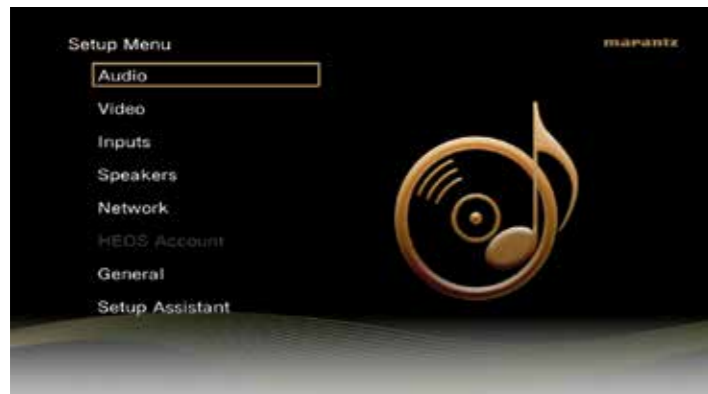 Setup Menu
marantz
Audio
Video
Inputs
Speakers
Network
HEOS Account
General
Setup Assistant